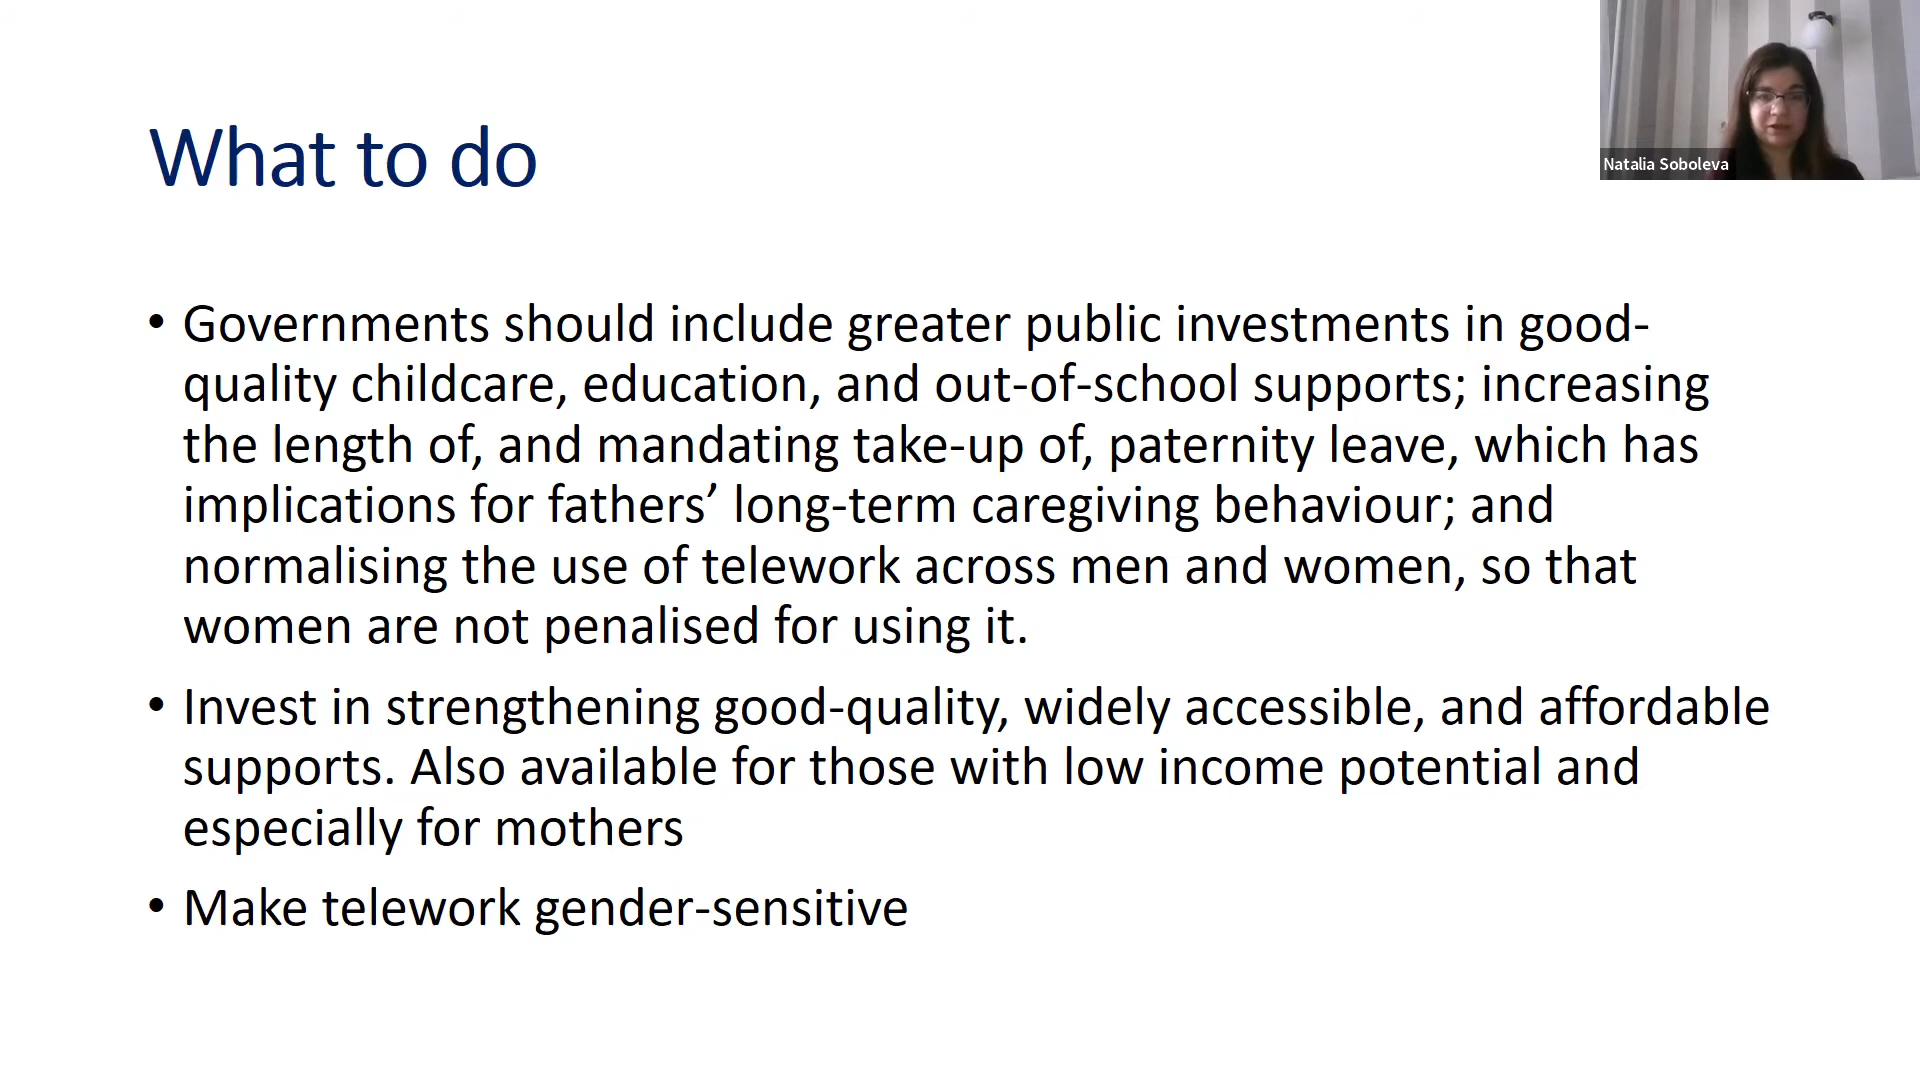 Natalia Soboleva
What to do
• Governments should include greater public investments in good-
quality childcare, education, and out-of-school supports; increasing
the length of, and mandating take-up of, paternity leave, which has
implications for fathers’ long-term caregiving behaviour; and
normalising the use of telework across men and women, so that
women are not penalised for using it.
• Invest in strengthening good-quality, widely accessible, and affordable
supports. Also available for those with low income potential and
especially for mothers
• Make telework gender-sensitive